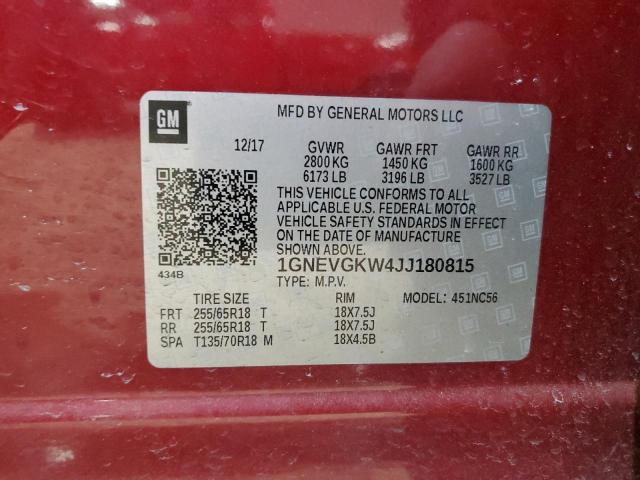 GM
MFD BY GENERAL MOTORS LLC
12/17 GVWR GAWR FRT GAWR RR
2800 KG 1450 KG 1600 KG
6173 LB 3196 LB 3527 LB
THIS VEHICLE CONFORMS TO ALL
APPLICABLE U.S. FEDERAL MOTOR
VEHICLE SAFETY STANDARDS IN EFFECT
ON THE DATE OF MANUFACTURE
SHOWN ABOVE.
434B
1GNEVGKW4JJ180815
TYPE: M.P.V.
TIRE SIZE RIM MODEL: 451NC56
FRT 255/65R18 T 18X7.5J
RR 255/65R18 T 18X7.5J
SPA T135/70R18 M 18X4.5B